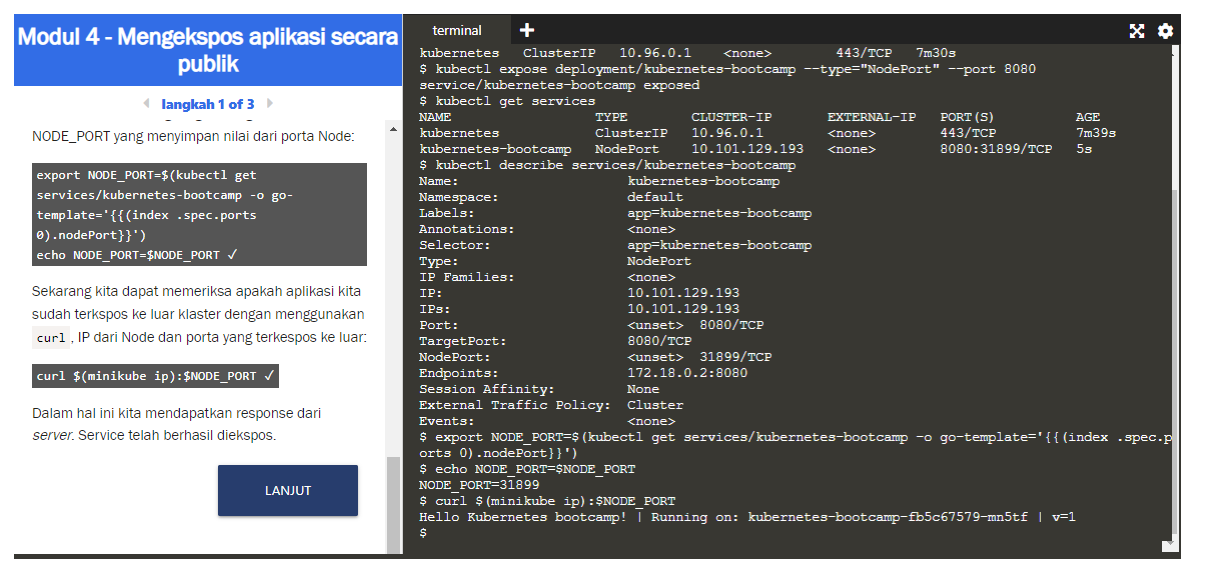 Modul 4 - Mengekspos aplikasi secara
publik
langkah 1 of 3
NODE_PORT yang menyimpan nilai dari porta Node:
export NODE_PORT=$(kubectl get
services/kubernetes-bootcamp -o go-
template='{{(index .spec.ports
0).nodePort}}')
echo NODE_PORT=$NODE_PORT ✓
Sekarang kita dapat memeriksa apakah aplikasi kita
sudah terkspos ke luar klaster dengan menggunakan
curl , IP dari Node dan porta yang terkespos ke luar:
curl $(minikube ip):$NODE_PORT ✓
Dalam hal ini kita mendapatkan response dari
server. Service telah berhasil diekspos.
LANJUT
terminal +
kubernetes ClusterIP 10.96.0.1 <none> 443/TCP 7m30s
$ kubectl expose deployment/kubernetes-bootcamp --type="NodePort" --port 8080
service/kubernetes-bootcamp exposed
$ kubectl get services
NAME TYPE CLUSTER-IP EXTERNAL-IP PORT(S) AGE
kubernetes ClusterIP 10.96.0.1 <none> 443/TCP 7m39s
kubernetes-bootcamp NodePort 10.101.129.193 <none> 8080:31899/TCP 5s
$ kubectl describe services/kubernetes-bootcamp
Name: kubernetes-bootcamp
Namespace: default
Labels: app=kubernetes-bootcamp
Annotations: <none>
Selector: app=kubernetes-bootcamp
Type: NodePort
IP Families: <none>
IP: 10.101.129.193
IPs: 10.101.129.193
Port: <unset> 8080/TCP
TargetPort: 8080/TCP
NodePort: <unset> 31899/TCP
Endpoints: 172.18.0.2:8080
Session Affinity: None
External Traffic Policy: Cluster
Events: <none>
$ export NODE_PORT=$(kubectl get services/kubernetes-bootcamp -o go-template='{{(index .spec.p
orts 0).nodePort}}')
$ echo NODE_PORT=$NODE_PORT
NODE_PORT=31899
$ curl $(minikube ip):$NODE_PORT
Hello Kubernetes bootcamp! | Running on: kubernetes-bootcamp-fb5c67579-mn5tf | v=1
$